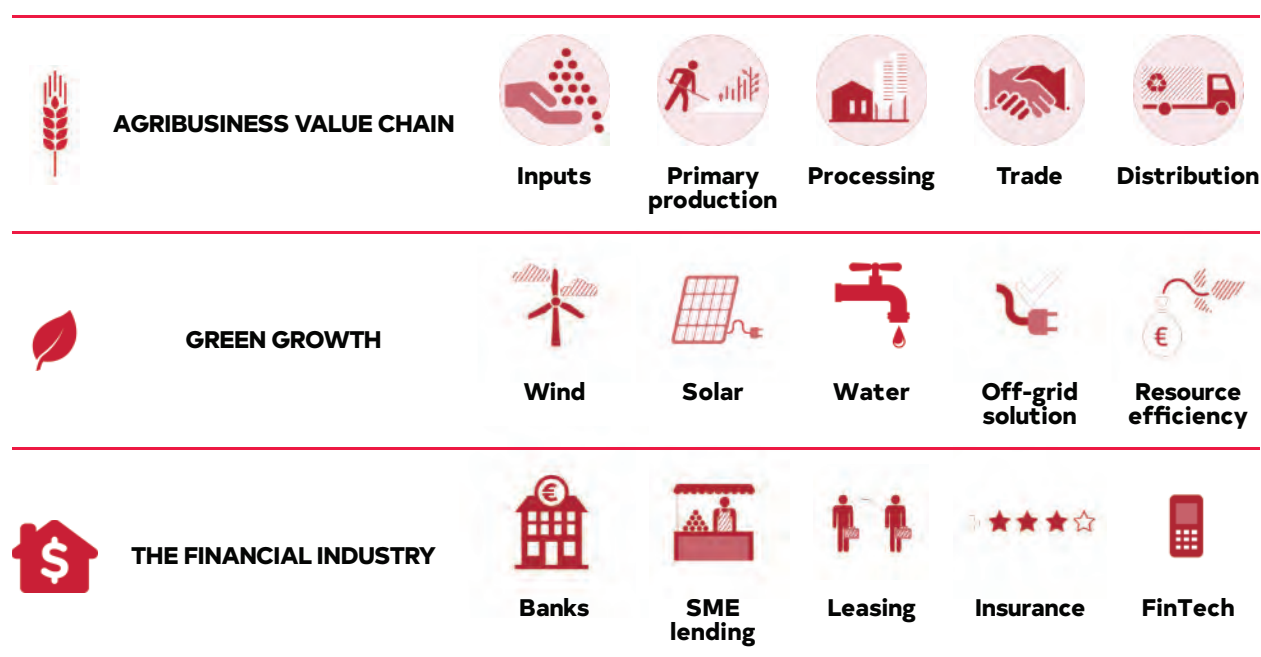 AGRIBUSINESS VALUE CHAIN
Inputs
Primary
production
Processing
Trade
Distribution
GREEN GROWTH
€
Wind
Solar
Water
Off-grid
solution
Resource
efficiency
$
THE FINANCIAL INDUSTRY
€
Banks
SME
lending
Leasing
Insurance
FinTech